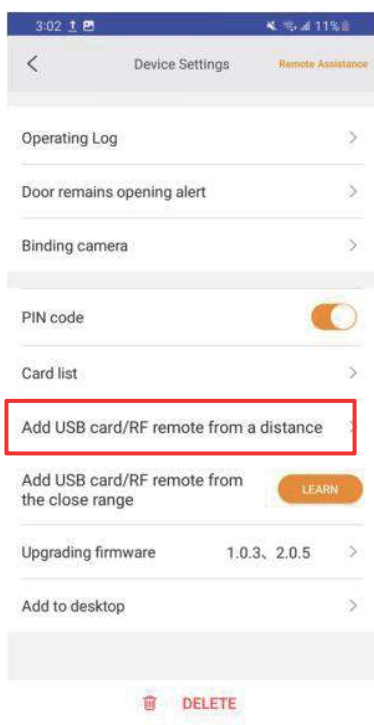 3:02 11%
Device Settings Remote Assistance
Operating Log
Door remains opening alert
Binding camera
PIN code
Card list
Add USB card/RF remote from a distance
Add USB card/RF remote from
the close range
LEARN
Upgrading firmware 1.0.3、2.0.5
Add to desktop
DELETE